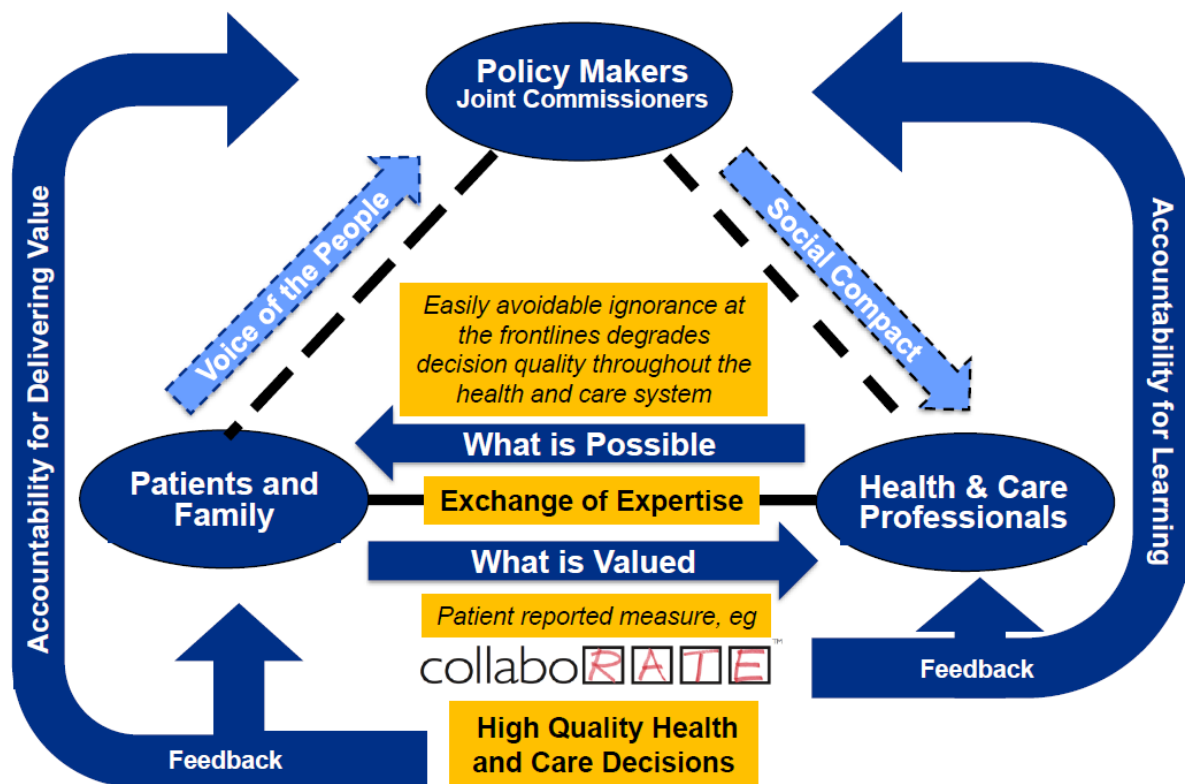 Policy Makers
Joint Commissioners
Accountability for Delivering Value
Voice of the People
Social Compact
Accountability for Learning
Easily avoidable ignorance at
the frontlines degrades
decision quality throughout the
health and care system
What is Possible
Patients and
Family
Exchange of Expertise
Health & Care
Professionals
What is Valued
Patient reported measure, eg
collaboRATE™
Feedback
High Quality Health
and Care Decisions
Feedback